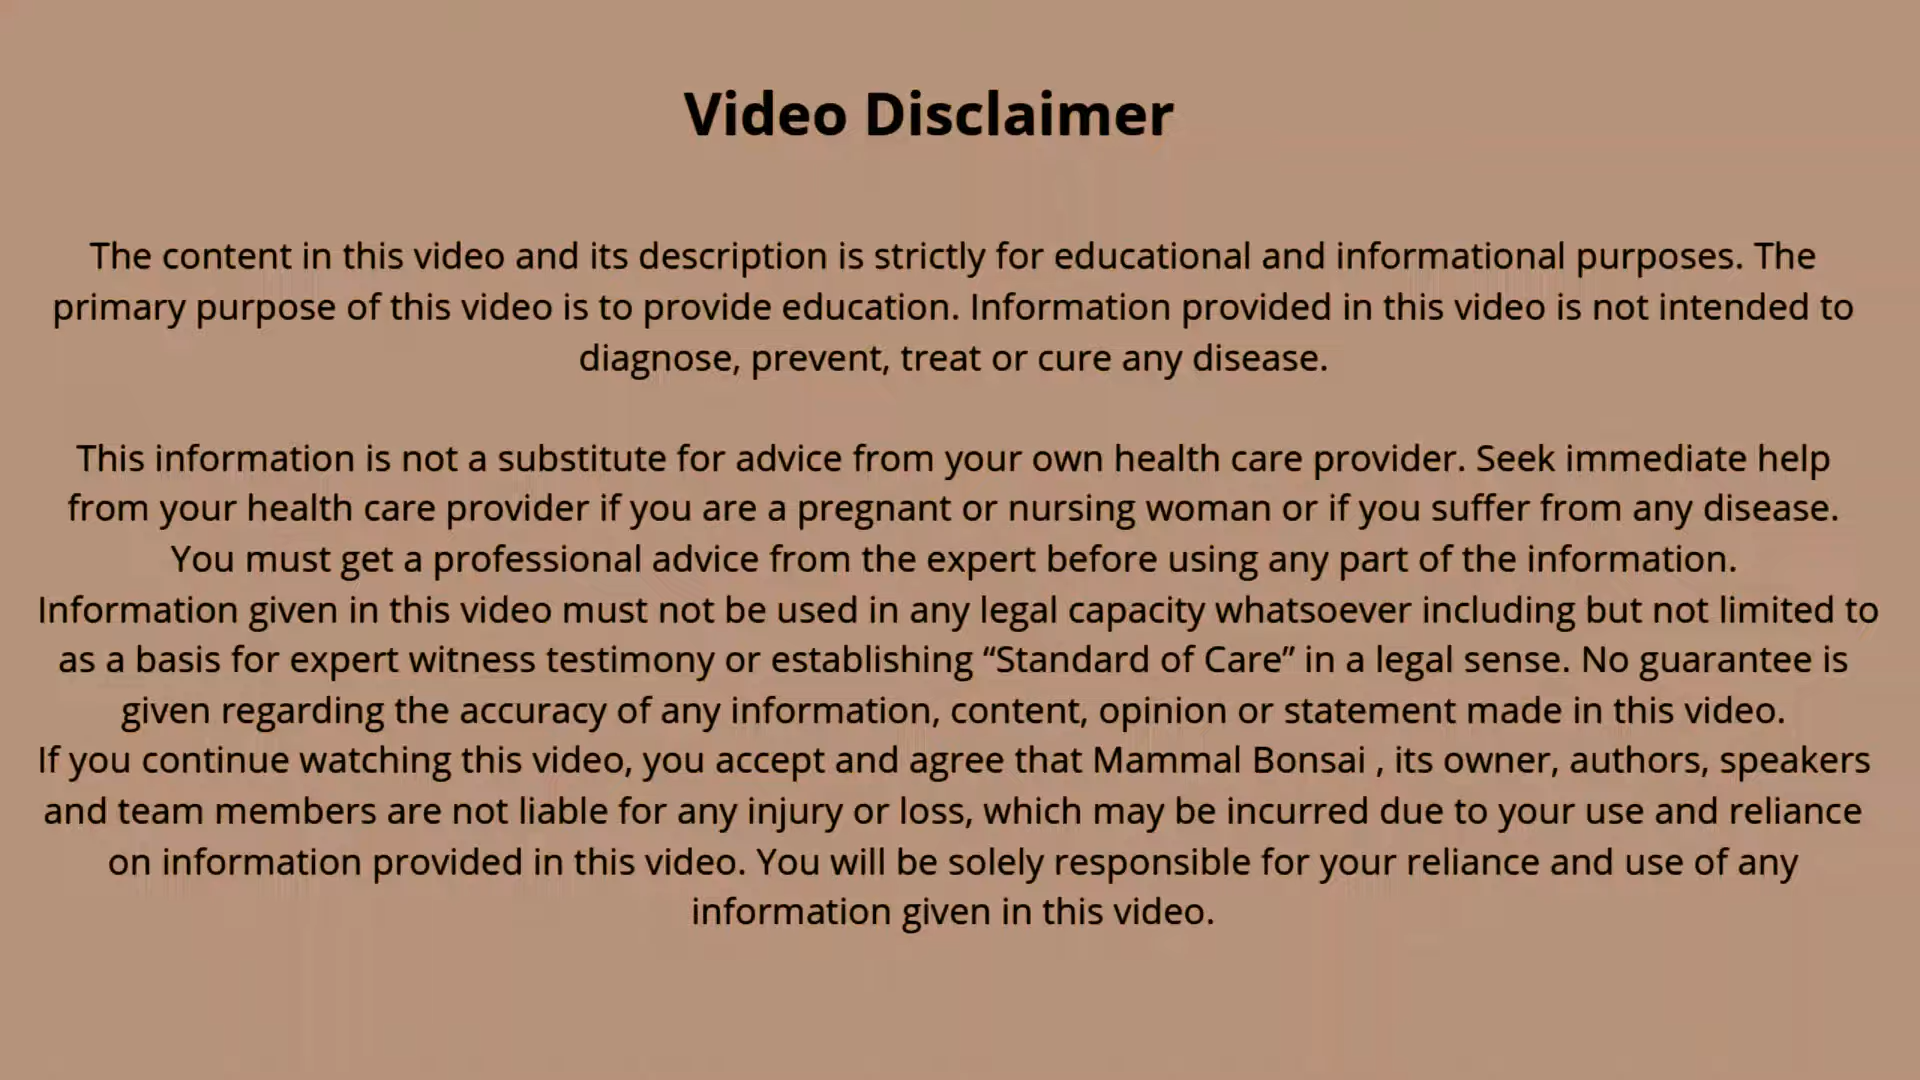 Video Disclaimer
The content in this video and its description is strictly for educational and informational purposes. The
primary purpose of this video is to provide education. Information provided in this video is not intended to
diagnose, prevent, treat or cure any disease.
This information is not a substitute for advice from your own health care provider. Seek immediate help
from your health care provider if you are a pregnant or nursing woman or if you suffer from any disease.
You must get a professional advice from the expert before using any part of the information.
Information given in this video must not be used in any legal capacity whatsoever including but not limited to
as a basis for expert witness testimony or establishing “Standard of Care” in a legal sense. No guarantee is
given regarding the accuracy of any information, content, opinion or statement made in this video.
If you continue watching this video, you accept and agree that Mammal Bonsai , its owner, authors, speakers
and team members are not liable for any injury or loss, which may be incurred due to your use and reliance
on information provided in this video. You will be solely responsible for your reliance and use of any
information given in this video.